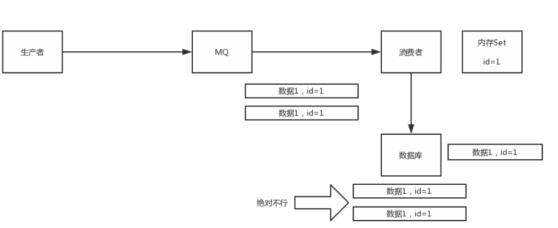 生产者
MQ
消费者
内存Set
id=1
数据1，id=1
数据1，id=1
数据库
数据1，id=1
绝对不行
数据1，id=1
数据1，id=1